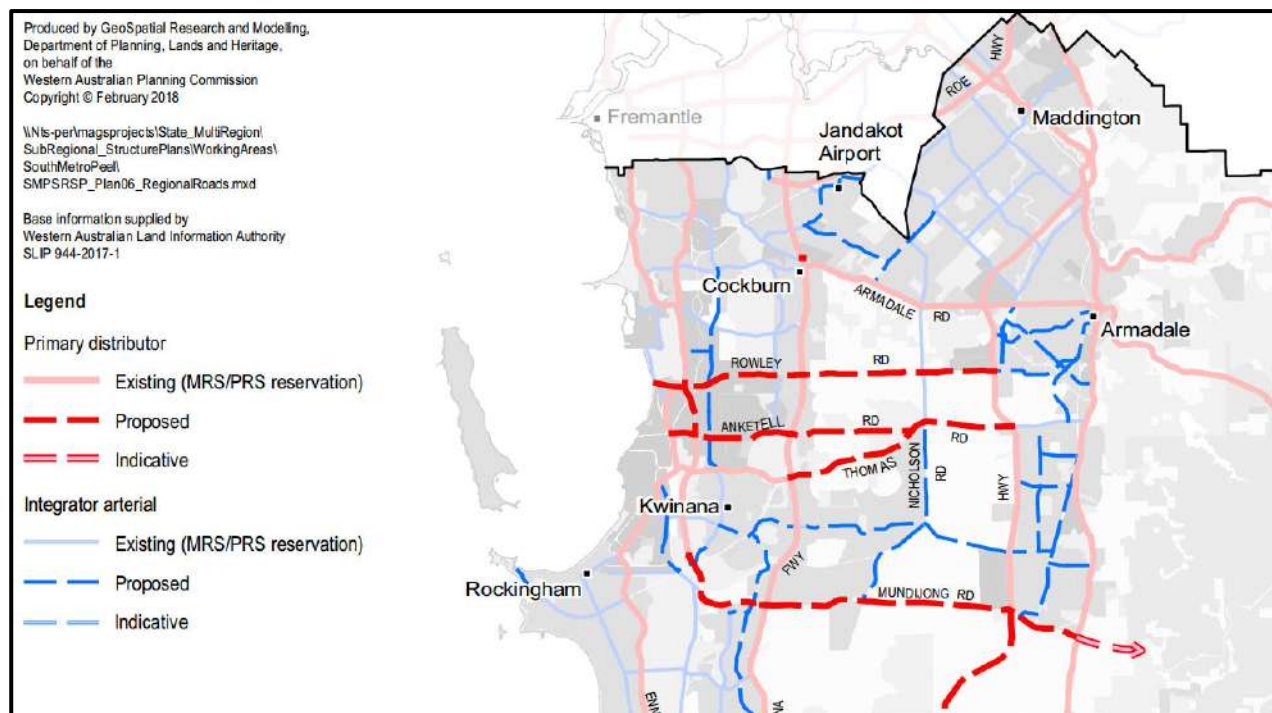 Produced by GeoSpatial Research and Modelling,
Department of Planning, Lands and Heritage,
on behalf of the
Western Australian Planning Commission
Copyright © February 2018
\\Nts-per\magsprojects\State_MultiRegion\
SubRegional_StructurePlans\WorkingAreas\
SouthMetroPeel\
SMPSRSP_Plan06_RegionalRoads.mxd
Base information supplied by
Western Australian Land Information Authority
SLIP 944-2017-1
Legend
Primary distributor
Existing (MRS/PRS reservation)
Proposed
Indicative
Integrator arterial
Existing (MRS/PRS reservation)
Proposed
Indicative
HWY
RDE
Fremantle
Maddington
Jandakot
Airport
Cockburn
ARMADALE
RD
Armadale
ROWLEY
RD
ANKETELL
RD
RD
THOMAS
NICHOLSON
RD
HWY
Kwinana
FWY
Rockingham
MUNDIJONG RD
ENN
NA